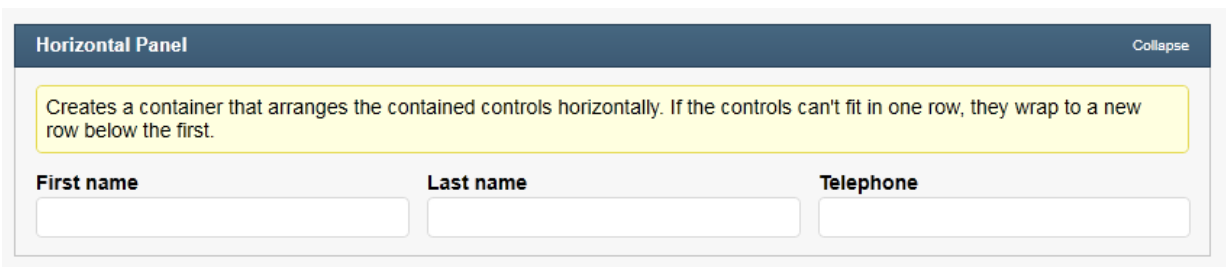 Horizontal Panel
Collapse
Creates a container that arranges the contained controls horizontally. If the controls can't fit in one row, they wrap to a new
row below the first.
First name
Last name
Telephone